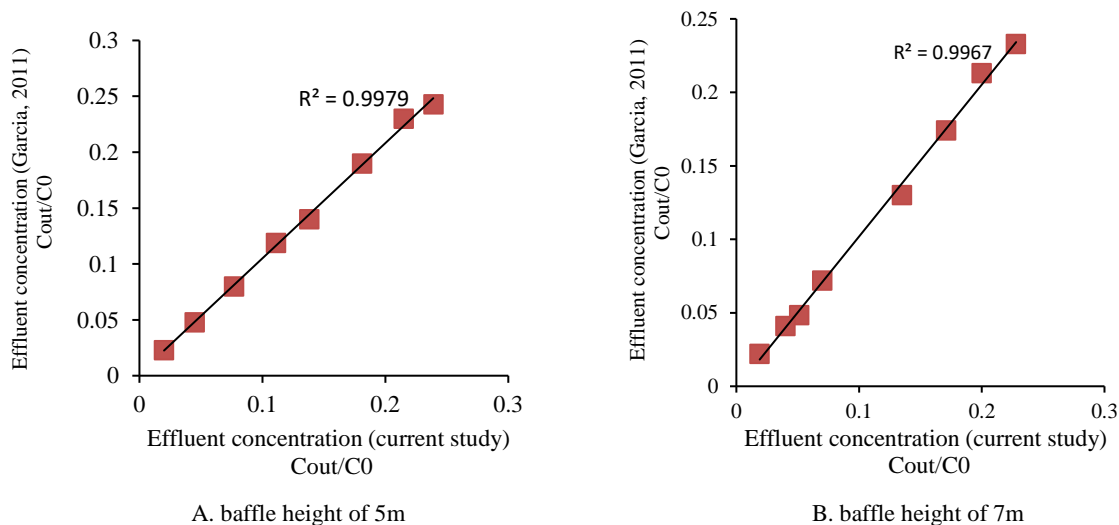 Effluent concentration (Garcia, 2011)
Cout/C0
0.3
0.25
0.2
0.15
0.1
0.05
0
R² = 0.9979
0 0.1 0.2 0.3
Effluent concentration (current study)
Cout/C0
A. baffle height of 5m
Effluent concentration (Garcia, 2011)
Cout/C0
0.25
0.2
0.15
0.1
0.05
0
R² = 0.9967
0 0.1 0.2 0.3
Effluent concentration (current study)
Cout/C0
B. baffle height of 7m